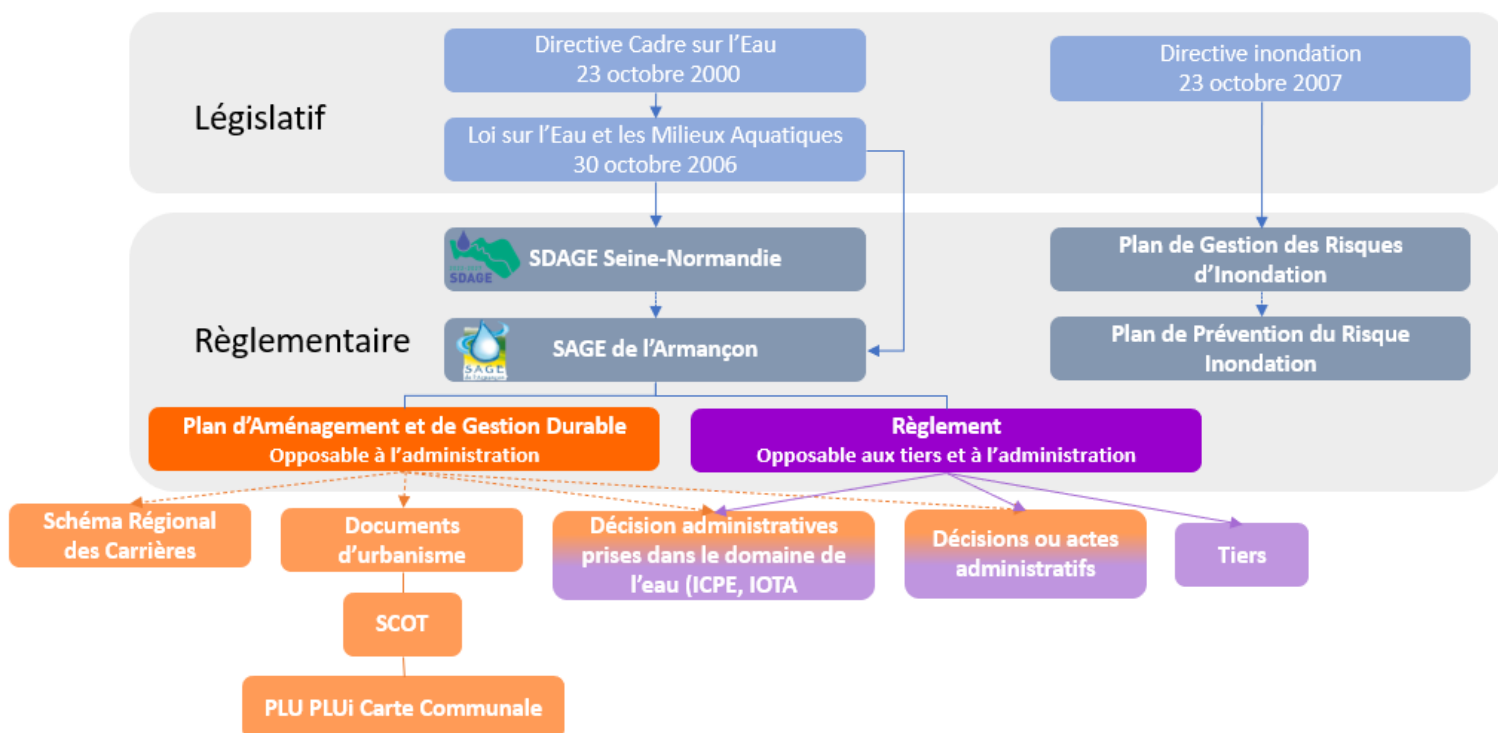 Législatif
Directive Cadre sur l'Eau
23 octobre 2000
Directive inondation
23 octobre 2007
Loi sur l'Eau et les Milieux Aquatiques
30 octobre 2006
Règlementaire
SDAGE
SDAGE Seine-Normandie
Plan de Gestion des Risques
d'Inondation
SAGE
de l'Armançon
SAGE de l'Armançon
Plan de Prévention du Risque
Inondation
Plan d'Aménagement et de Gestion Durable
Opposable à l'administration
Règlement
Opposable aux tiers et à l'administration
Schéma Régional
des Carrières
Documents
d'urbanisme
Décision administratives
prises dans le domaine de
l'eau (ICPE, IOTA
Décisions ou actes
administratifs
Tiers
SCOT
PLU PLUi Carte Communale